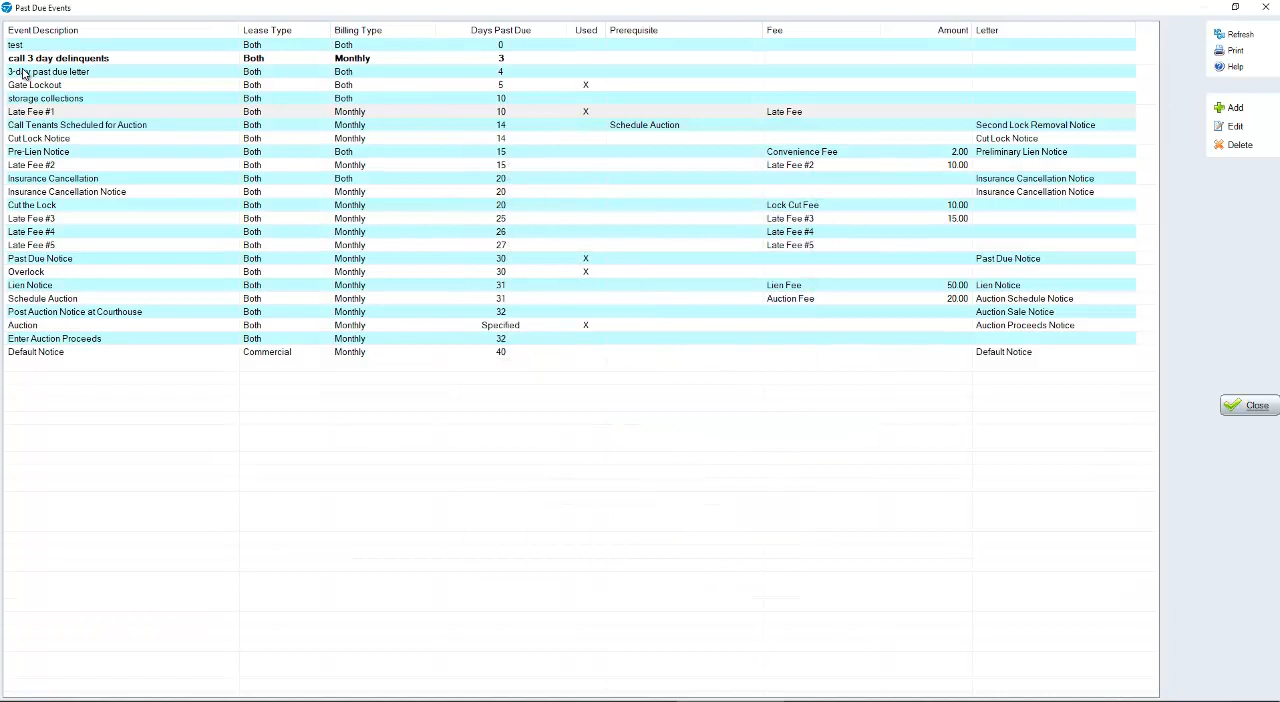 Past Due Events
Event Description Lease Type Billing Type Days Past Due Used Prerequisite Fee Amount Letter
test Both Both 0
call 3 day delinquents Both Monthly 3
3-day past due letter Both Both 4
Gate Lockout Both Both 5 X
storage collections Both Both 10
Late Fee #1 Both Monthly 10 X Late Fee
Call Tenants Scheduled for Auction Both Monthly 14 Schedule Auction Second Lock Removal Notice
Cut Lock Notice Both Monthly 14 Cut Lock Notice
Pre-Lien Notice Both Both 15 Convenience Fee 2.00 Preliminary Lien Notice
Late Fee #2 Both Monthly 15 Late Fee #2 10.00
Insurance Cancellation Both Both 20 Insurance Cancellation Notice
Insurance Cancellation Notice Both Monthly 20 Insurance Cancellation Notice
Cut the Lock Both Monthly 20 Lock Cut Fee 10.00
Late Fee #3 Both Monthly 25 Late Fee #3 15.00
Late Fee #4 Both Monthly 26 Late Fee #4
Late Fee #5 Both Monthly 27 Late Fee #5
Past Due Notice Both Monthly 30 X Past Due Notice
Overlock Both Monthly 30 X
Lien Notice Both Monthly 31 Lien Fee 50.00 Lien Notice
Schedule Auction Both Monthly 31 Auction Fee 20.00 Auction Schedule Notice
Post Auction Notice at Courthouse Both Monthly 32 Auction Sale Notice
Auction Both Monthly Specified X Auction Proceeds Notice
Enter Auction Proceeds Both Monthly 32
Default Notice Commercial Monthly 40 Default Notice
Refresh
Print
Help
Add
Edit
Delete
Close